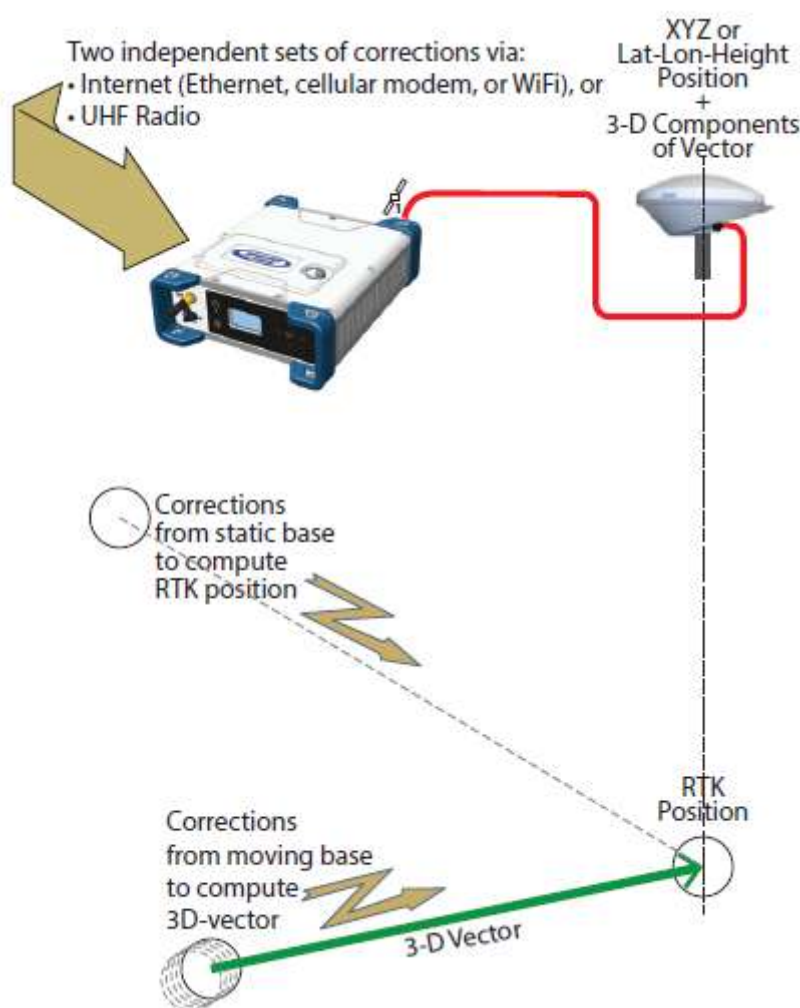 Two independent sets of corrections via:
• Internet (Ethernet, cellular modem, or WiFi), or
• UHF Radio
XYZ or
Lat-Lon-Height
Position
+
3-D Components
of Vector
Corrections
from static base
to compute
RTK position
RTK
Position
Corrections
from moving base
to compute
3D-vector
3-D Vector